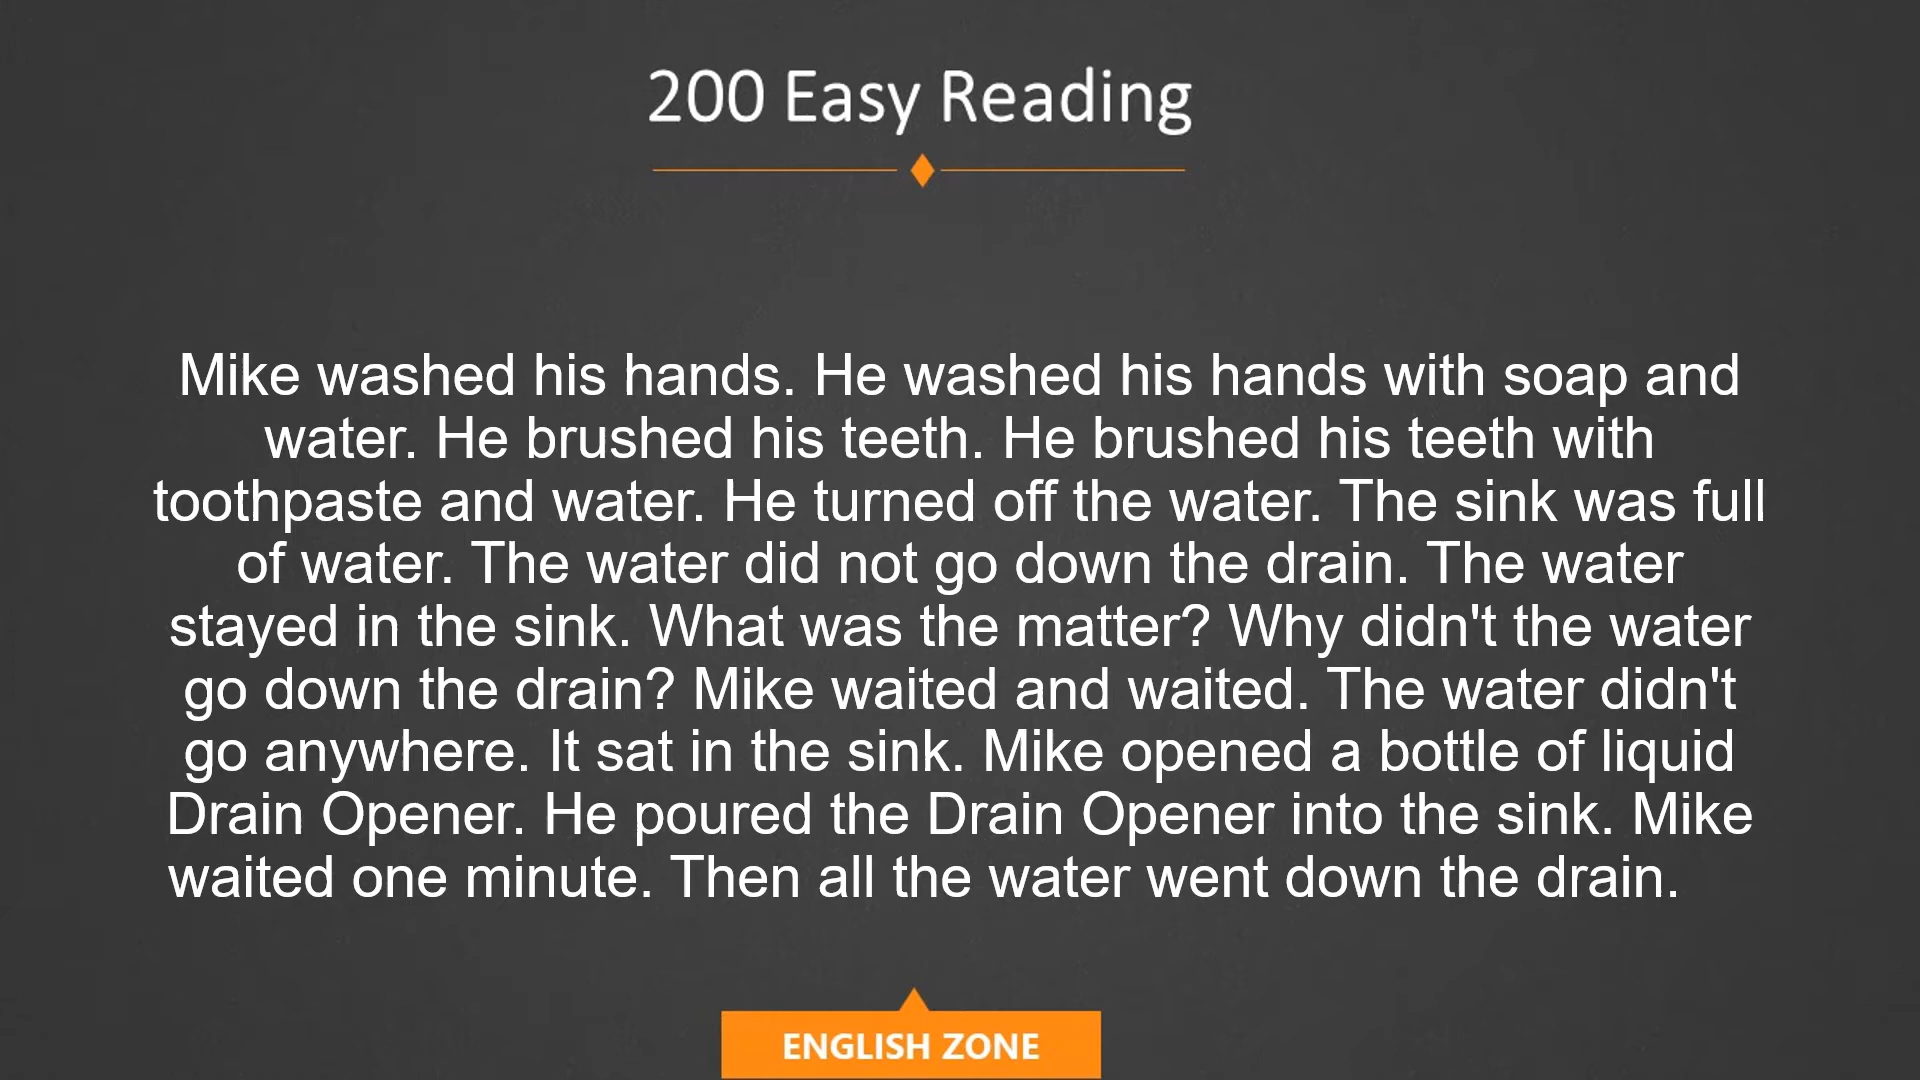 200 Easy Reading
Mike washed his hands. He washed his hands with soap and
water. He brushed his teeth. He brushed his teeth with
toothpaste and water. He turned off the water. The sink was full
of water. The water did not go down the drain. The water
stayed in the sink. What was the matter? Why didn't the water
go down the drain? Mike waited and waited. The water didn't
go anywhere. It sat in the sink. Mike opened a bottle of liquid
Drain Opener. He poured the Drain Opener into the sink. Mike
waited one minute. Then all the water went down the drain.
ENGLISH ZONE